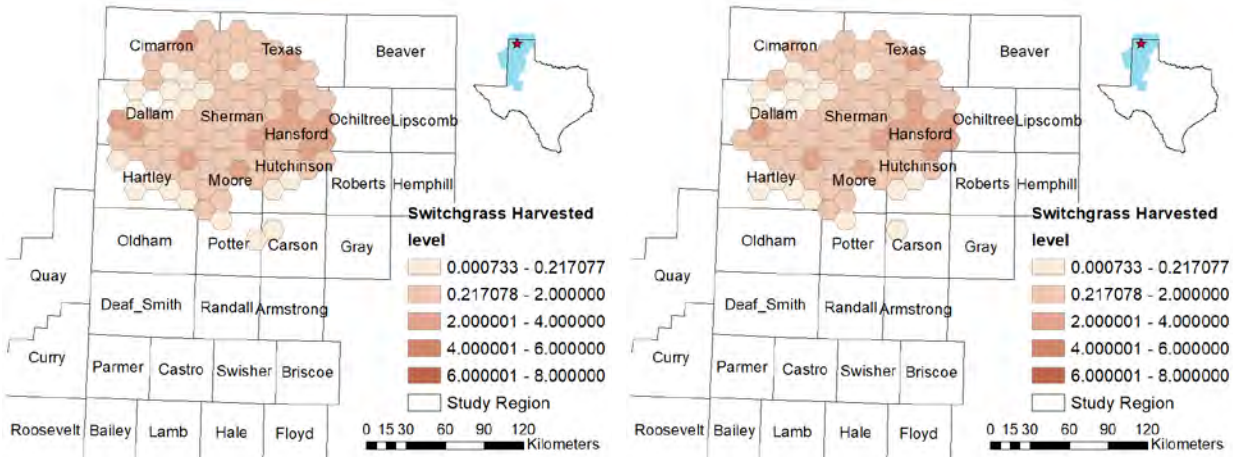 Cimarron
Texas
Beaver
Dallam
Sherman
Hansford
Ochiltree
Lipscomb
Hartley
Moore
Hutchinson
Roberts
Hemphill
Oldham
Potter
Carson
Gray
Quay
Deaf_Smith
Randall
Armstrong
Curry
Parmer
Castro
Swisher
Briscoe
Roosevelt
Bailey
Lamb
Hale
Floyd
Switchgrass Harvested
level
0.000733 - 0.217077
0.217078 - 2.000000
2.000001 - 4.000000
4.000001 - 6.000000
6.000001 - 8.000000
Study Region
0 15 30 60 90 120
Kilometers
Cimarron
Texas
Beaver
Dallam
Sherman
Hansford
Ochiltree
Lipscomb
Hartley
Moore
Hutchinson
Roberts
Hemphill
Oldham
Potter
Carson
Gray
Quay
Deaf_Smith
Randall
Armstrong
Curry
Parmer
Castro
Swisher
Briscoe
Roosevelt
Bailey
Lamb
Hale
Floyd
Switchgrass Harvested
level
0.000733 - 0.217077
0.217078 - 2.000000
2.000001 - 4.000000
4.000001 - 6.000000
6.000001 - 8.000000
Study Region
0 15 30 60 90 120
Kilometers